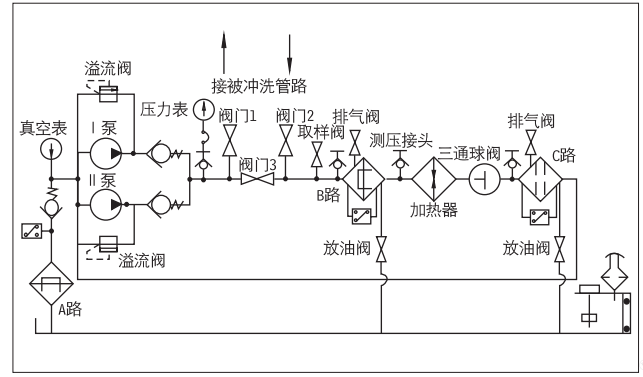 溢流阀
接被冲洗管路
压力表
阀门1
阀门2
排气阀
排气阀
真空表
Ⅰ泵
取样阀
测压接头
三通球阀
C路
阀门3
Ⅱ泵
B路
加热器
放油阀
放油阀
溢流阀
A路